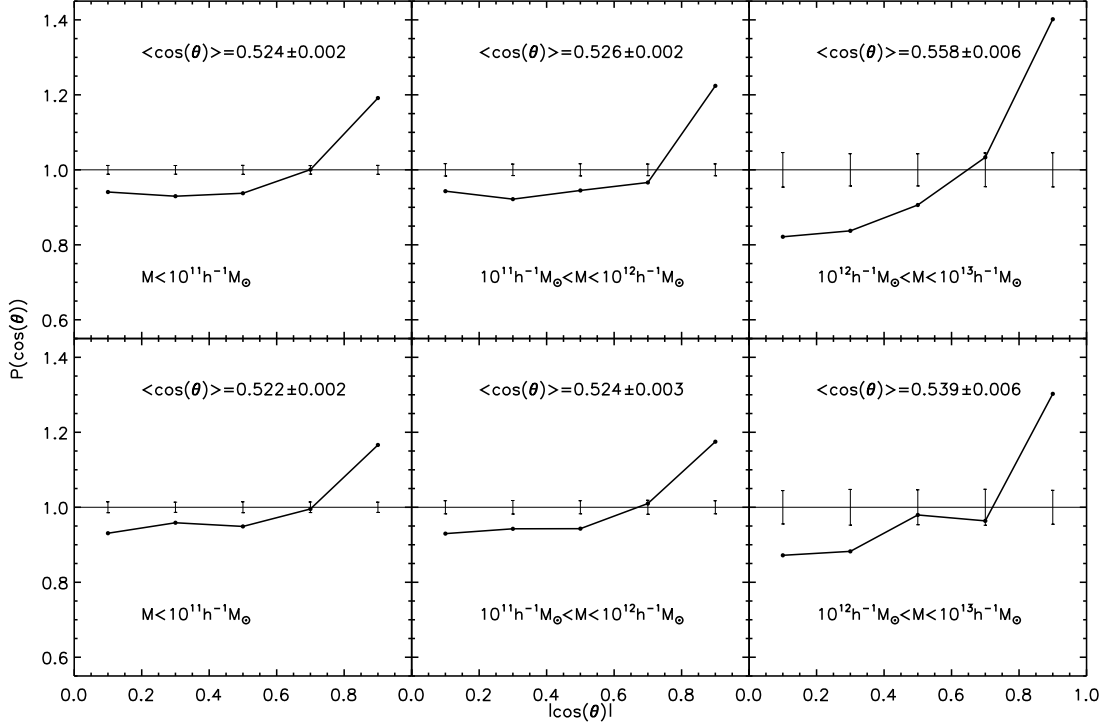 1.4
<cos(θ)>=0.524±0.002
<cos(θ)>=0.526±0.002
<cos(θ)>=0.558±0.006
1.2
1.0
0.8
M<10¹¹h⁻¹M☉
10¹¹h⁻¹M☉<M<10¹²h⁻¹M☉
10¹²h⁻¹M☉<M<10¹³h⁻¹M☉
0.6
P(cos(θ))
1.4
<cos(θ)>=0.522±0.002
<cos(θ)>=0.524±0.003
<cos(θ)>=0.539±0.006
1.2
1.0
0.8
M<10¹¹h⁻¹M☉
10¹¹h⁻¹M☉<M<10¹²h⁻¹M☉
10¹²h⁻¹M☉<M<10¹³h⁻¹M☉
0.6
0.0 0.2 0.4 0.6 0.8 0.0 0.2 0.4 0.6 0.8 0.0 0.2 0.4 0.6 0.8 1.0
|cos(θ)|